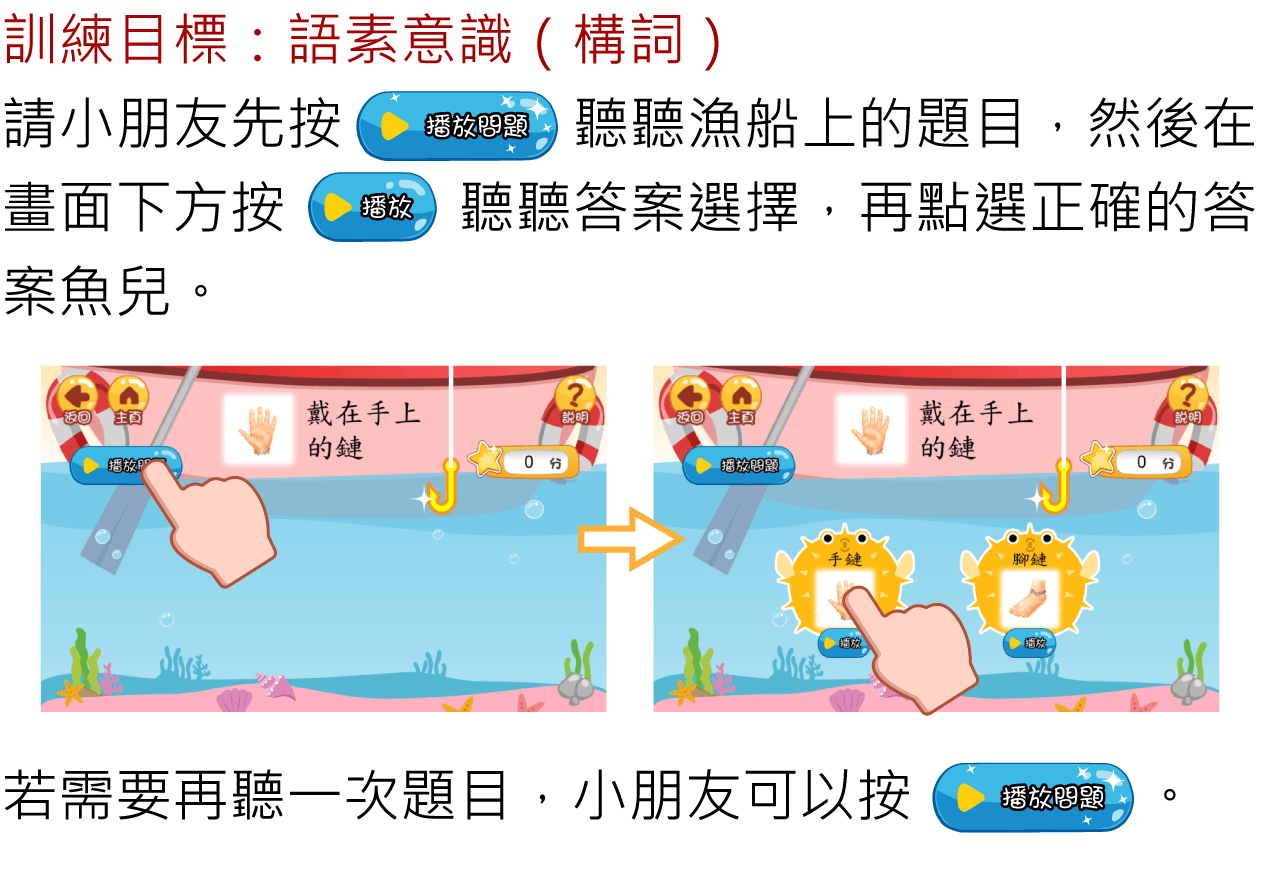 訓練目標：語素意識（構詞）
請小朋友先按 播放問題 聽聽漁船上的題目，然後在
畫面下方按 播放 聽聽答案選擇，再點選正確的答
案魚兒。
返回 主頁
戴在手上
的鏈
説明
播放問
0 分
返回 主頁
戴在手上
的鏈
説明
播放問題
0 分
手鏈
播放
腳鏈
播放
若需要再聽一次題目，小朋友可以按 播放問題 。